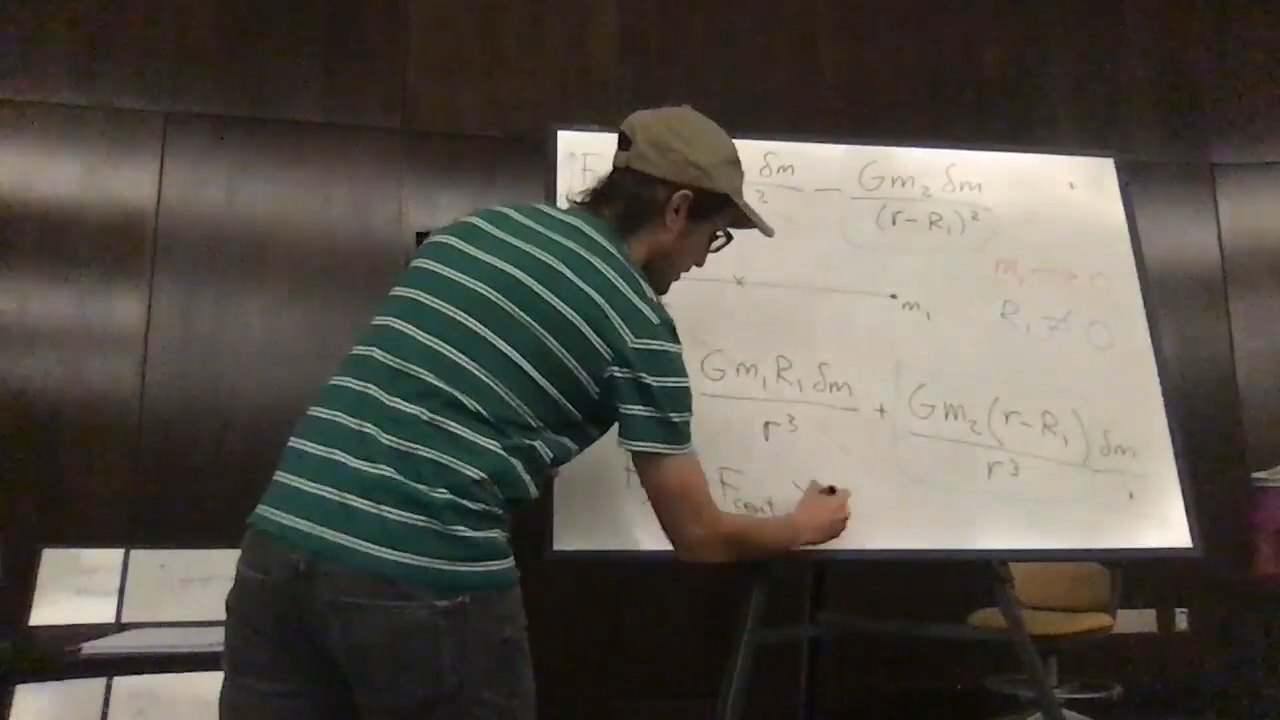 F δm/2 − Gm₂ δm/(r−R₁)²
m₁ → 0
m₁ R₁ ≠ 0
Gm₁R₁δm/r³ + Gm₂(r−R₁)δm/r³
F F_cent